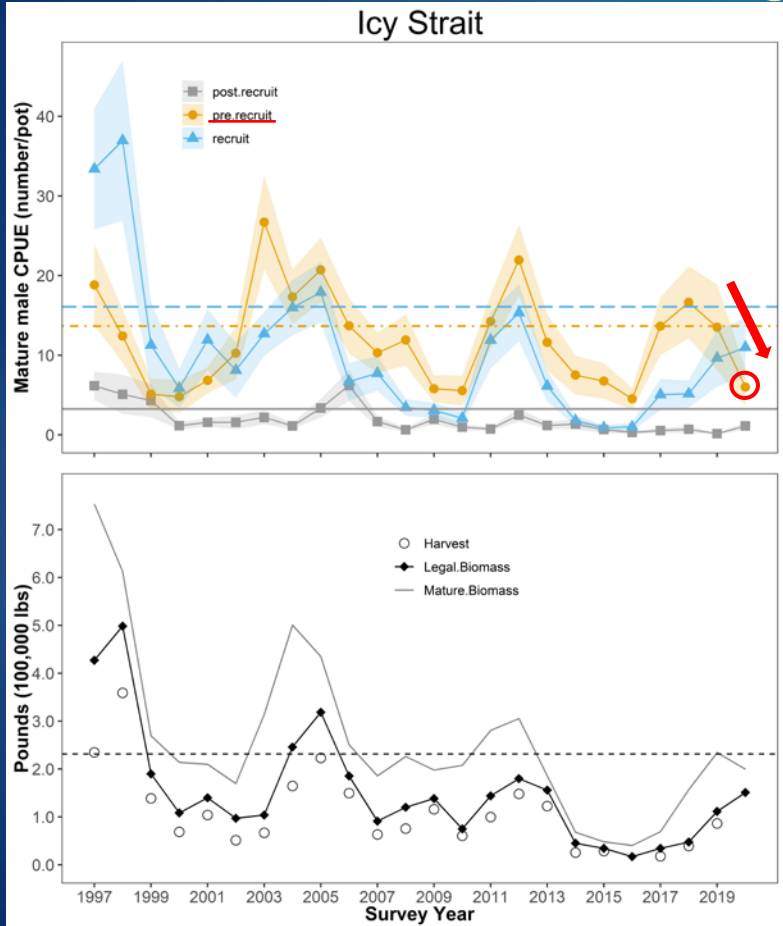 Icy Strait
Mature male CPUE (number/pot)
40
30
20
10
0
post.recruit
pre.recruit
recruit
Pounds (100,000 lbs)
7.0
6.0
5.0
4.0
3.0
2.0
1.0
0.0
Harvest
Legal.Biomass
Mature.Biomass
1997 1999 2001 2003 2005 2007 2009 2011 2013 2015 2017 2019
Survey Year